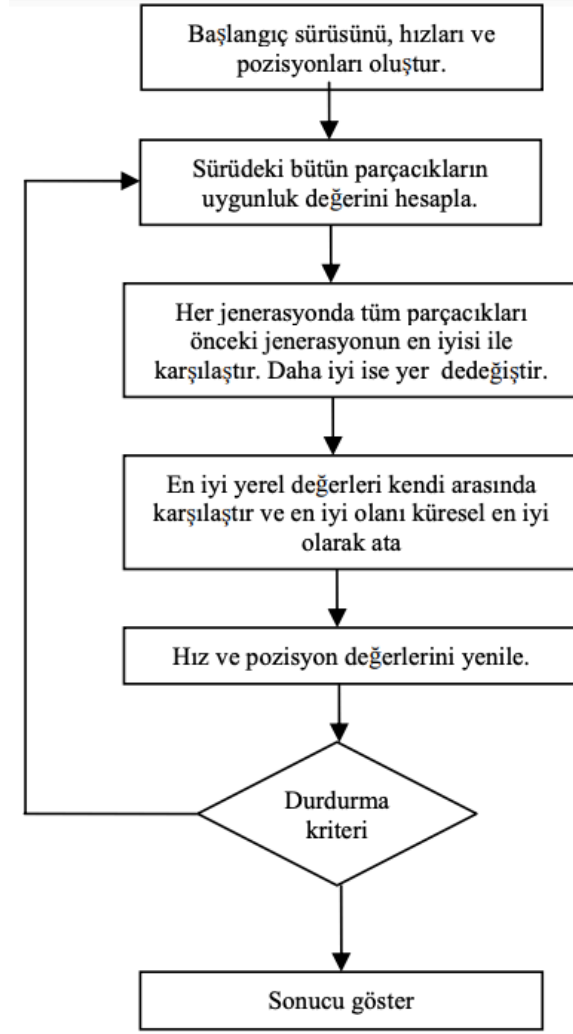 Başlangıç sürüsünü, hızları ve
pozisyonları oluştur.
Sürüdeki bütün parçacıkların
uygunluk değerini hesapla.
Her jenerasyonda tüm parçacıkları
önceki jenerasyonun en iyisi ile
karşılaştır. Daha iyi ise yer dedeğiştir.
En iyi yerel değerleri kendi arasında
karşılaştır ve en iyi olanı küresel en iyi
olarak ata
Hız ve pozisyon değerlerini yenile.
Durdurma
kriteri
Sonucu göster